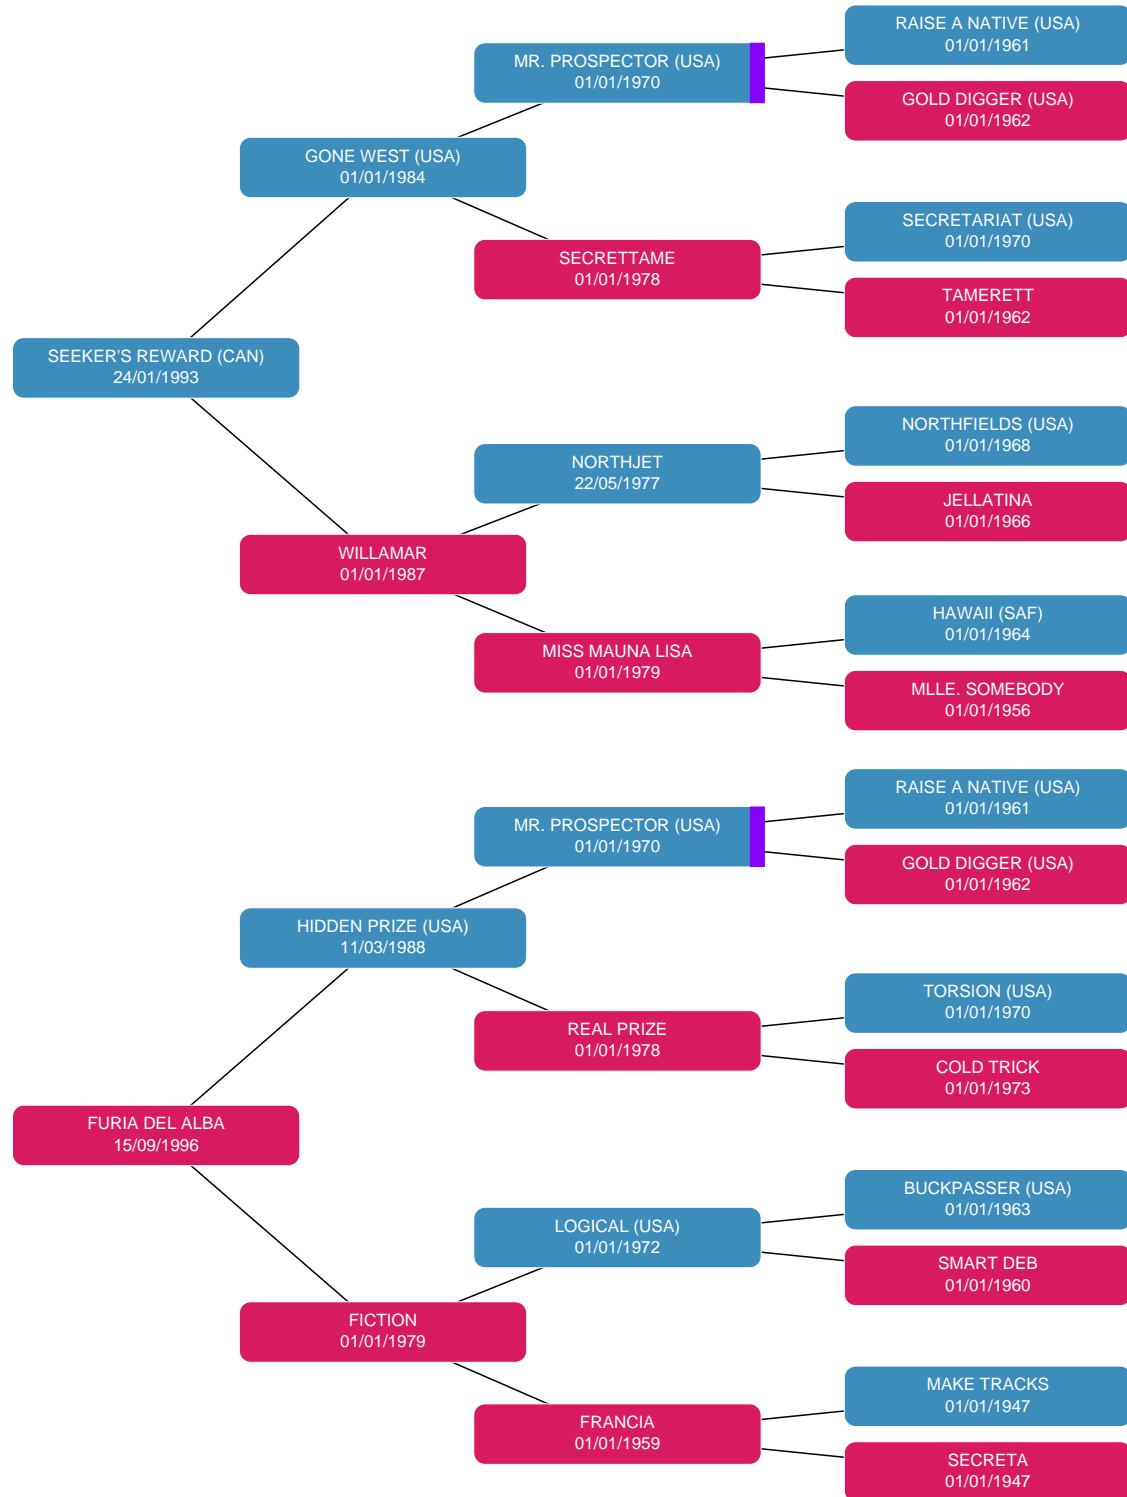 RAISE A NATIVE (USA)
01/01/1961
MR. PROSPECTOR (USA)
01/01/1970
GOLD DIGGER (USA)
01/01/1962
GONE WEST (USA)
01/01/1984
SECRETARIAT (USA)
01/01/1970
SECRETTAME
01/01/1978
TAMERETT
01/01/1962
SEEKER'S REWARD (CAN)
24/01/1993
NORTHFIELDS (USA)
01/01/1968
NORTHJET
22/05/1977
JELLATINA
01/01/1966
WILLAMAR
01/01/1987
HAWAII (SAF)
01/01/1964
MISS MAUNA LISA
01/01/1979
MLLE. SOMEBODY
01/01/1956
RAISE A NATIVE (USA)
01/01/1961
MR. PROSPECTOR (USA)
01/01/1970
GOLD DIGGER (USA)
01/01/1962
HIDDEN PRIZE (USA)
11/03/1988
TORSION (USA)
01/01/1970
REAL PRIZE
01/01/1978
COLD TRICK
01/01/1973
FURIA DEL ALBA
15/09/1996
BUCKPASSER (USA)
01/01/1963
LOGICAL (USA)
01/01/1972
SMART DEB
01/01/1960
FICTION
01/01/1979
MAKE TRACKS
01/01/1947
FRANCIA
01/01/1959
SECRETA
01/01/1947